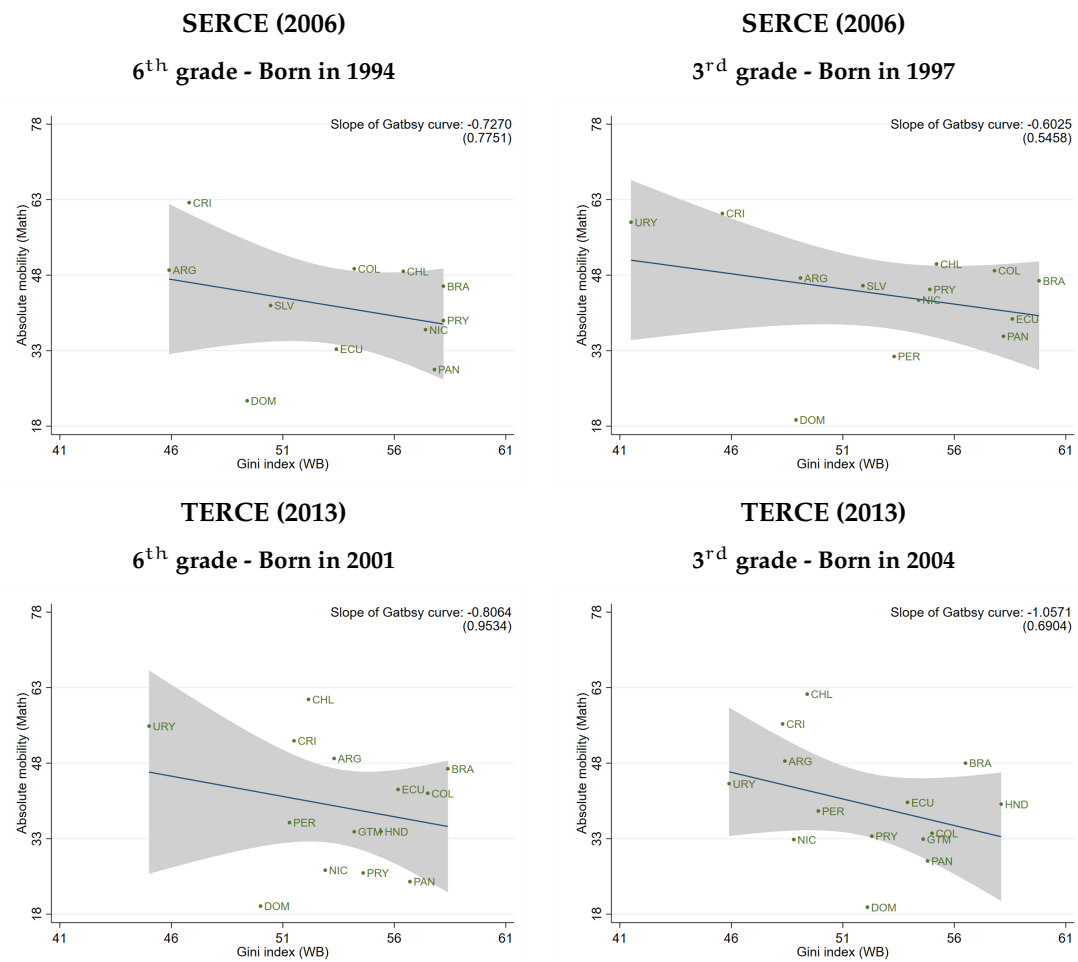 SERCE (2006)
6th grade - Born in 1994
Slope of Gatbsy curve: -0.7270
(0.7751)
Absolute mobility (Math)
78
63
48
33
18
CRI
ARG
COL
CHL
BRA
SLV
PRY
NIC
ECU
PAN
DOM
41 46 51 56 61
Gini index (WB)
SERCE (2006)
3rd grade - Born in 1997
Slope of Gatbsy curve: -0.6025
(0.5458)
Absolute mobility (Math)
78
63
48
33
18
URY
CRI
CHL
COL
ARG
BRA
SLV
PRY
NIC
ECU
PAN
PER
DOM
41 46 51 56 61
Gini index (WB)
TERCE (2013)
6th grade - Born in 2001
Slope of Gatbsy curve: -0.8064
(0.9534)
Absolute mobility (Math)
78
63
48
33
18
CHL
URY
CRI
ARG
BRA
ECU
COL
PER
GTM
HND
NIC
PRY
PAN
DOM
41 46 51 56 61
Gini index (WB)
TERCE (2013)
3rd grade - Born in 2004
Slope of Gatbsy curve: -1.0571
(0.6904)
Absolute mobility (Math)
78
63
48
33
18
CHL
CRI
ARG
BRA
URY
ECU
HND
PER
PRY
COL
NIC
GTM
PAN
DOM
41 46 51 56 61
Gini index (WB)